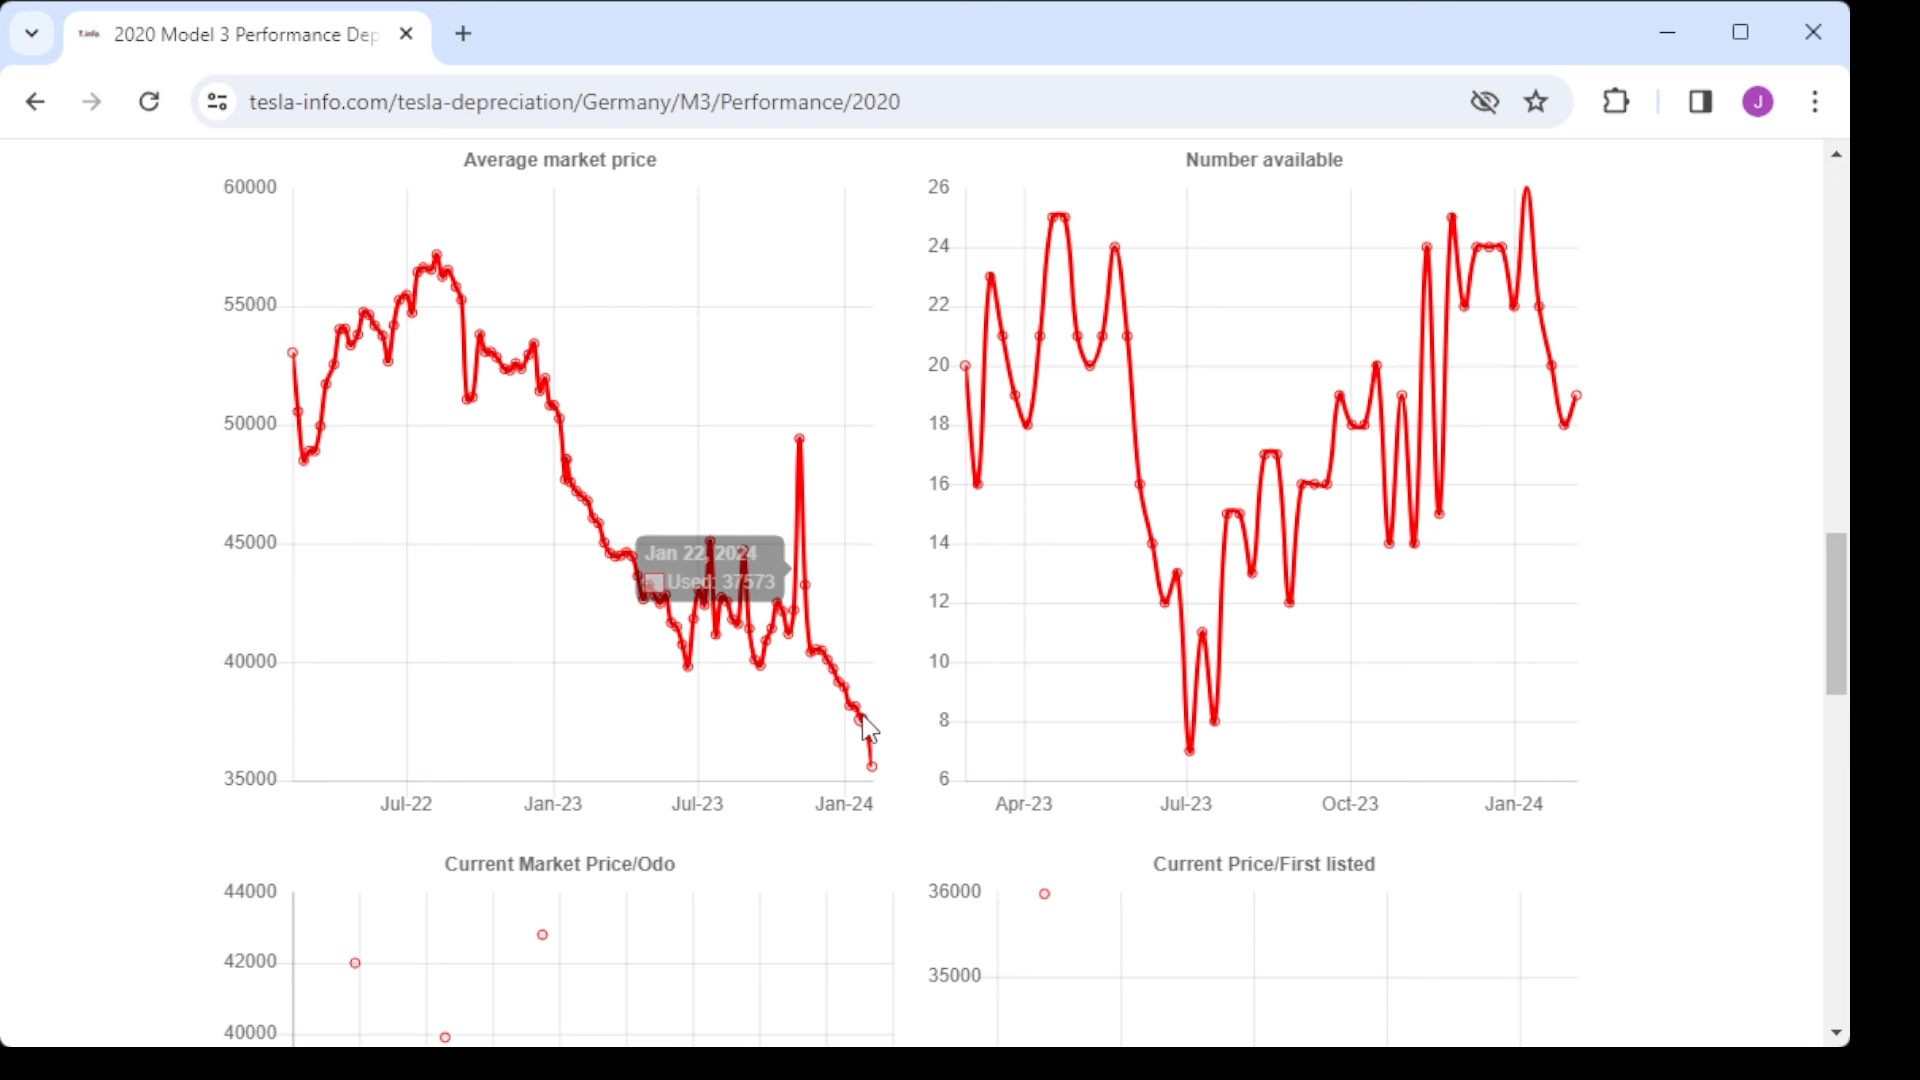 T.info 2020 Model 3 Performance Dep
tesla-info.com/tesla-depreciation/Germany/M3/Performance/2020
J
Average market price
60000
55000
50000
45000
40000
35000
Jan 22, 2024
Used: 37573
Jul-22 Jan-23 Jul-23 Jan-24
Number available
26
24
22
20
18
16
14
12
10
8
6
Apr-23 Jul-23 Oct-23 Jan-24
Current Market Price/Odo
44000
42000
40000
Current Price/First listed
36000
35000